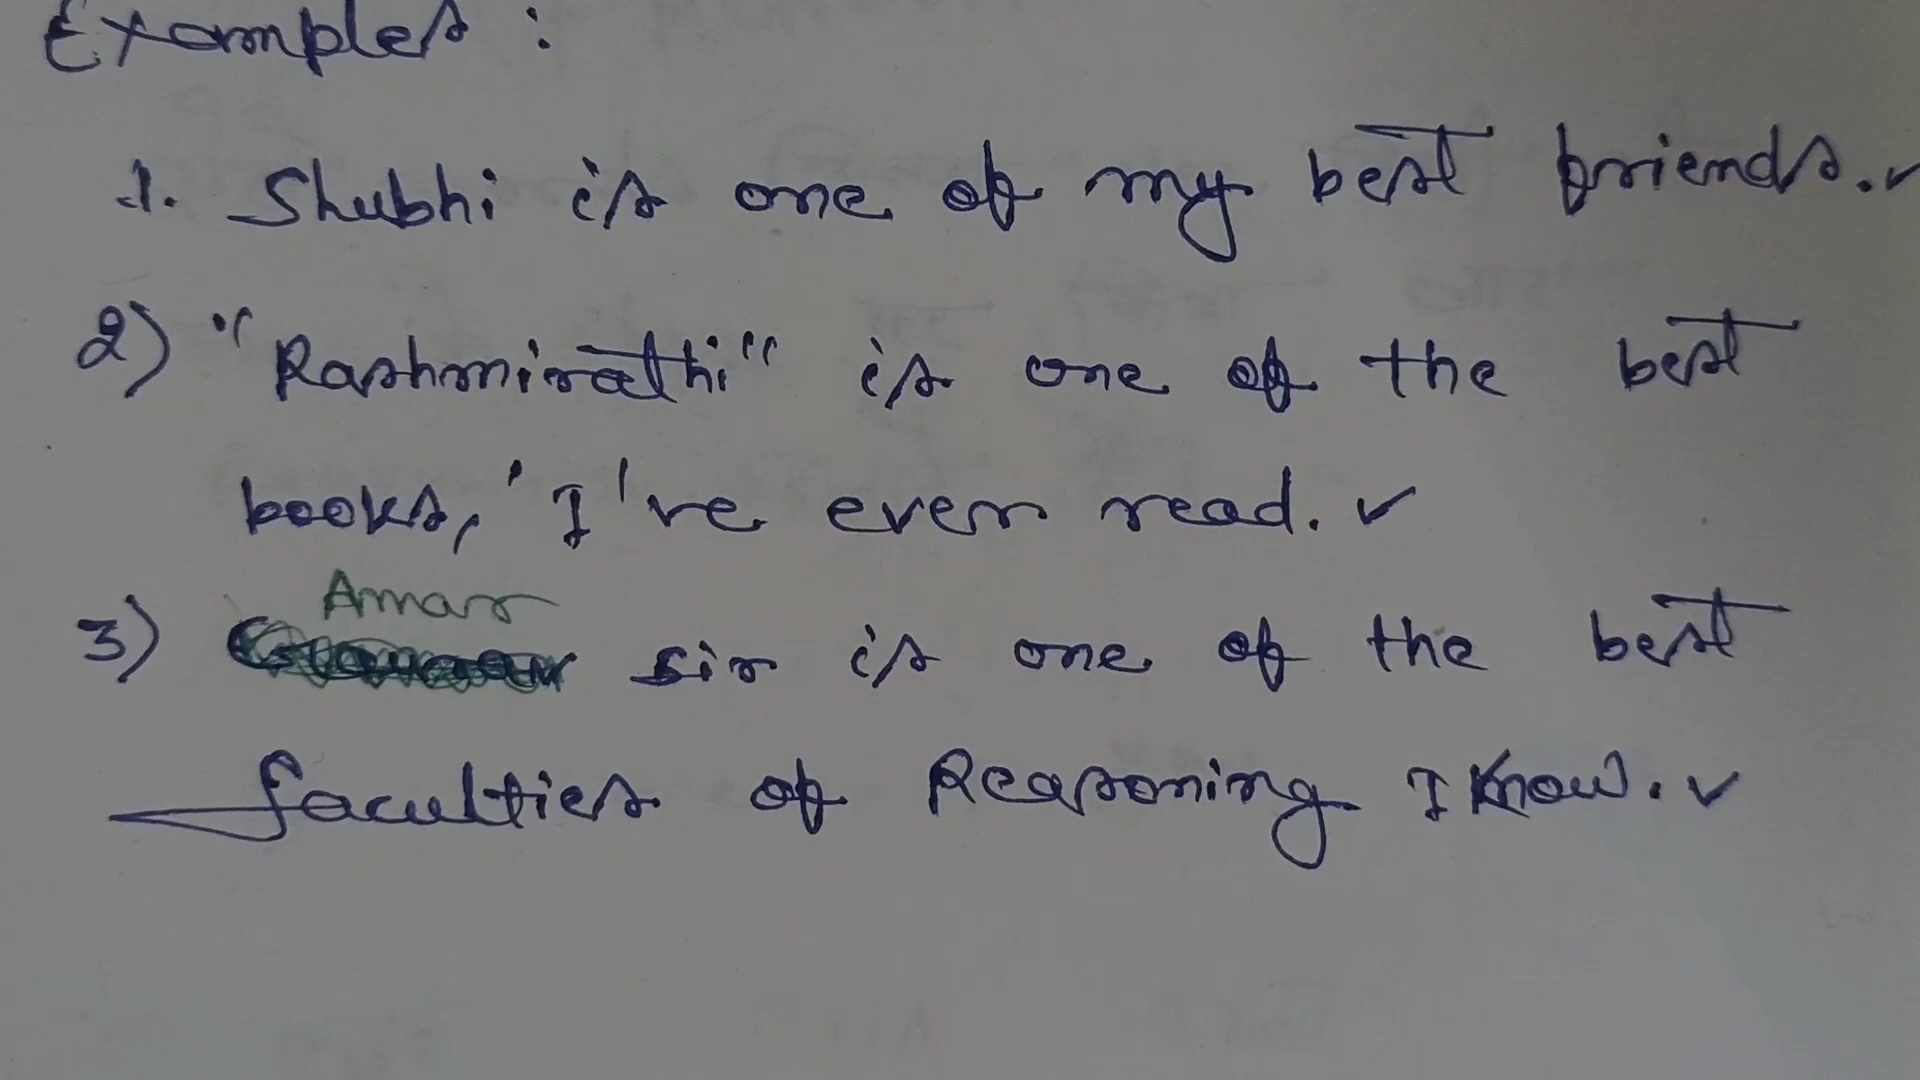 Examples :
1. Shubhi is one of my best friends. ✓
2) "Rashmirathi" is one of the best
books, 'I've ever read. ✓
Amar
3) sir is one of the best
faculties of Reasoning I know. ✓